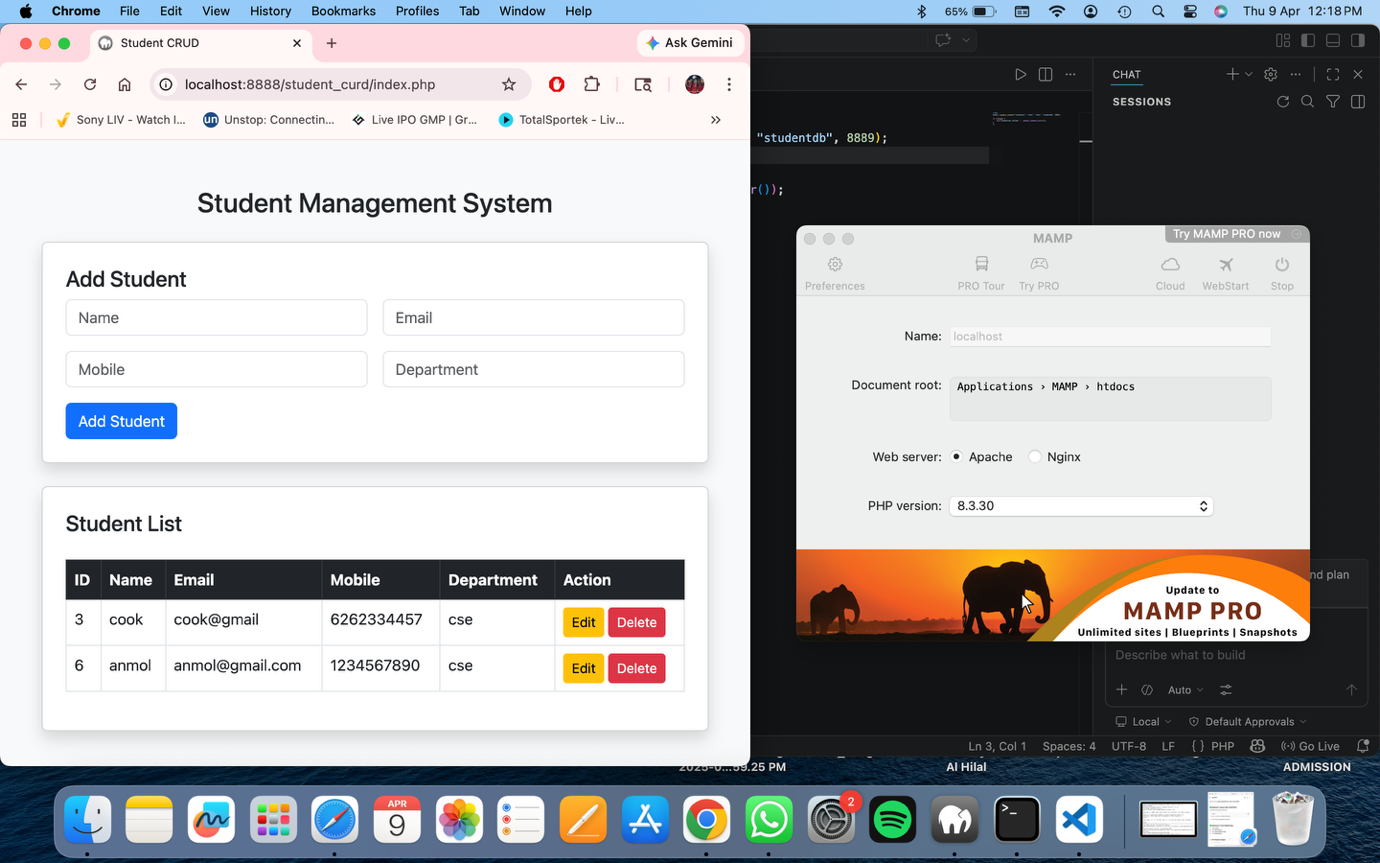 Chrome File Edit View History Bookmarks Profiles Tab Window Help 65% Thu 9 Apr 12:18 PM
Student CRUD
Ask Gemini
localhost:8888/student_curd/index.php
Sony LIV - Watch I... Unstop: Connectin... Live IPO GMP | Gr... TotalSportek - Liv...
Student Management System
Add Student
Name Email
Mobile Department
Add Student
Student List
ID Name Email Mobile Department Action
3 cook cook@gmail 6262334457 cse Edit Delete
6 anmol anmol@gmail.com 1234567890 cse Edit Delete
"studentdb", 8889);
r());
CHAT
SESSIONS
MAMP
Try MAMP PRO now
Preferences PRO Tour Try PRO Cloud WebStart Stop
Name: localhost
Document root: Applications › MAMP › htdocs
Web server: Apache Nginx
PHP version: 8.3.30
Update to
MAMP PRO
Unlimited sites | Blueprints | Snapshots
nd plan
Describe what to build
Auto
Local Default Approvals
Ln 3, Col 1 Spaces: 4 UTF-8 LF { } PHP Go Live
2025-0...59.25 PM Al Hilal ADMISSION
APR
9
2